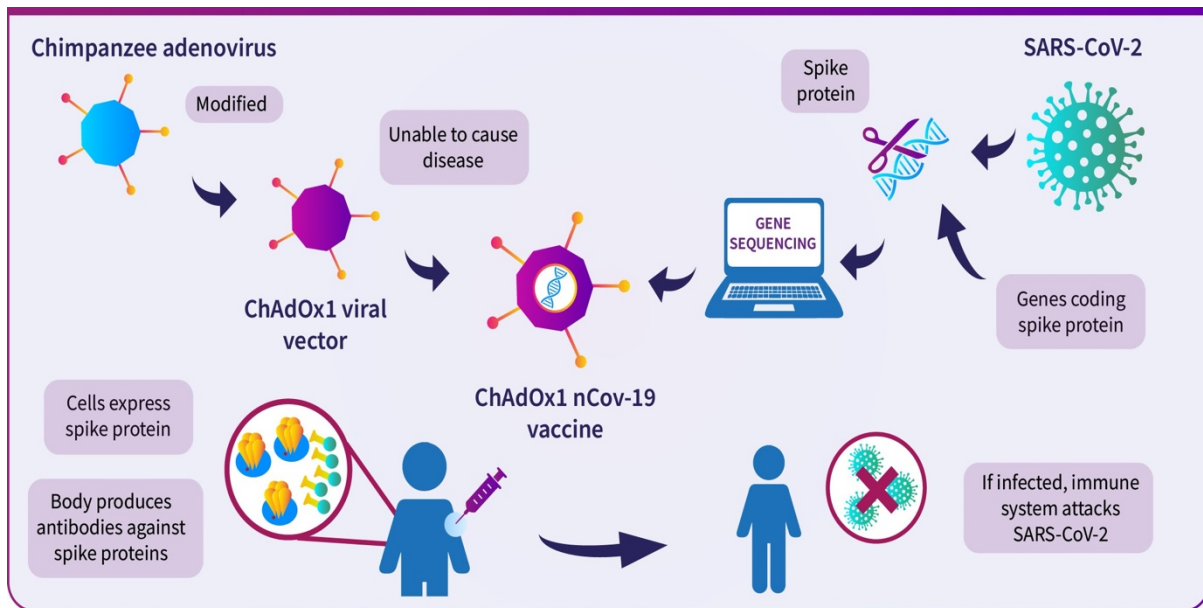 Chimpanzee adenovirus
Modified
Unable to cause
disease
ChAdOx1 viral
vector
Spike
protein
SARS-CoV-2
GENE
SEQUENCING
Genes coding
spike protein
ChAdOx1 nCov-19
vaccine
Cells express
spike protein
Body produces
antibodies against
spike proteins
If infected, immune
system attacks
SARS-CoV-2